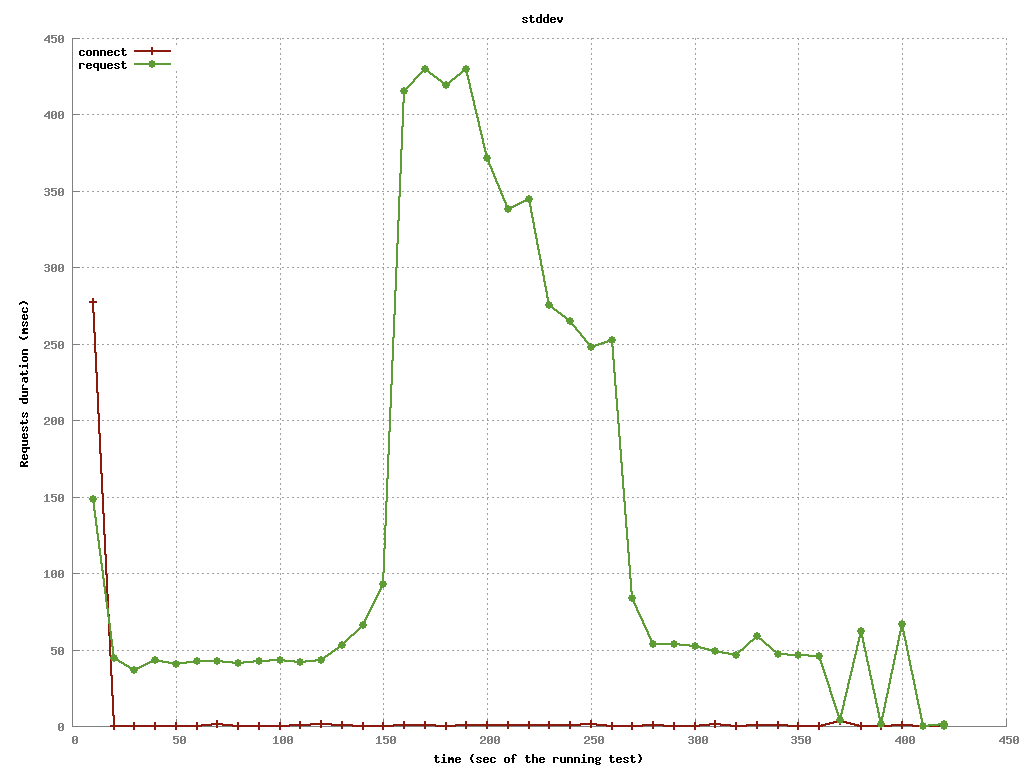 stddev
connect
request
450
400
350
300
250
200
150
100
50
0
Requests duration (msec)
0 50 100 150 200 250 300 350 400 450
time (sec of the running test)